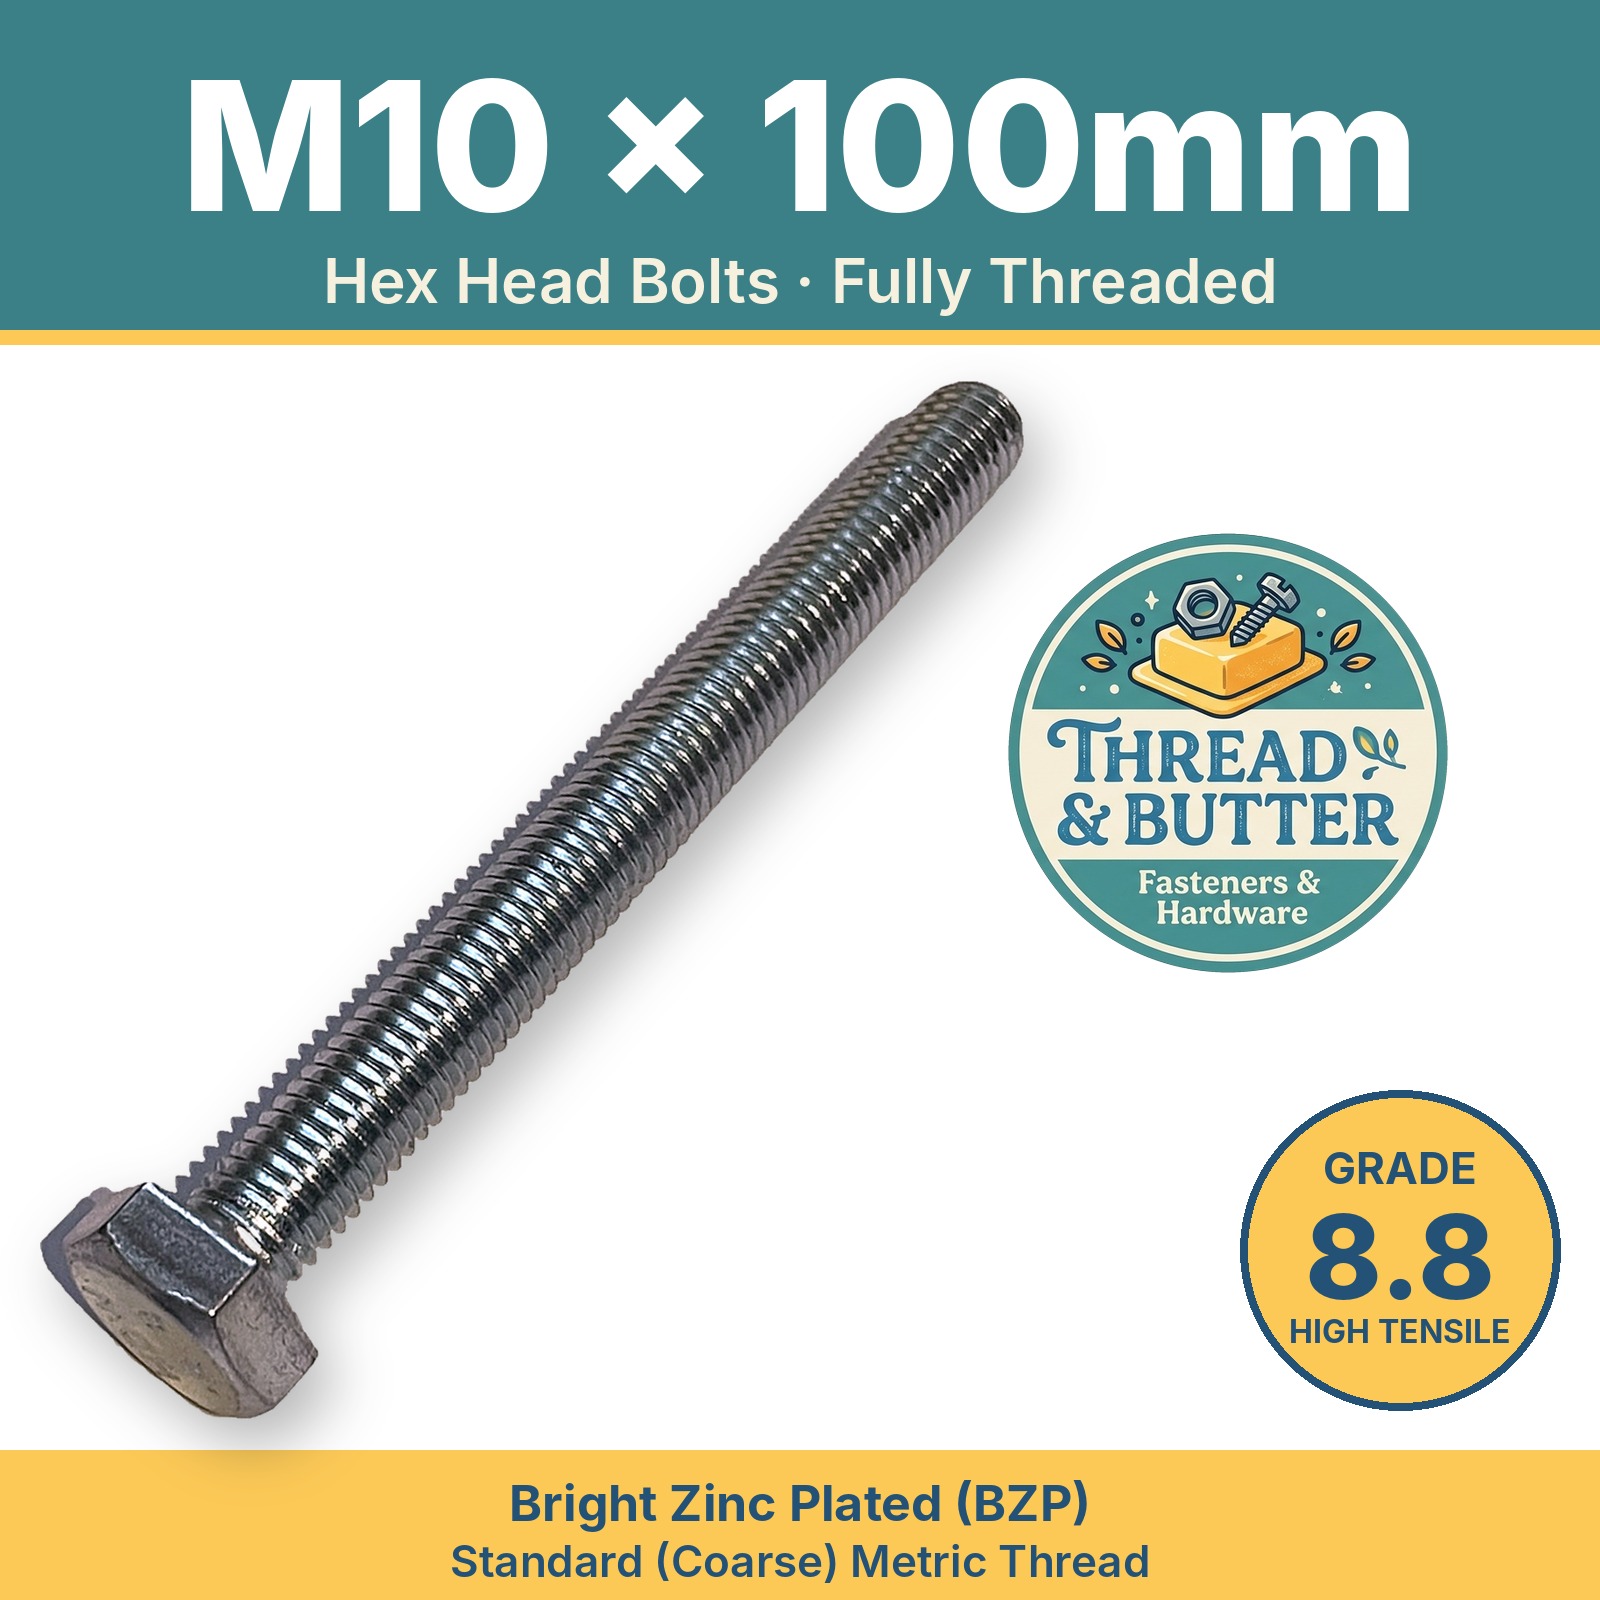 M10 × 100mm
Hex Head Bolts · Fully Threaded
THREAD
& BUTTER
Fasteners &
Hardware
GRADE
8.8
HIGH TENSILE
Bright Zinc Plated (BZP)
Standard (Coarse) Metric Thread